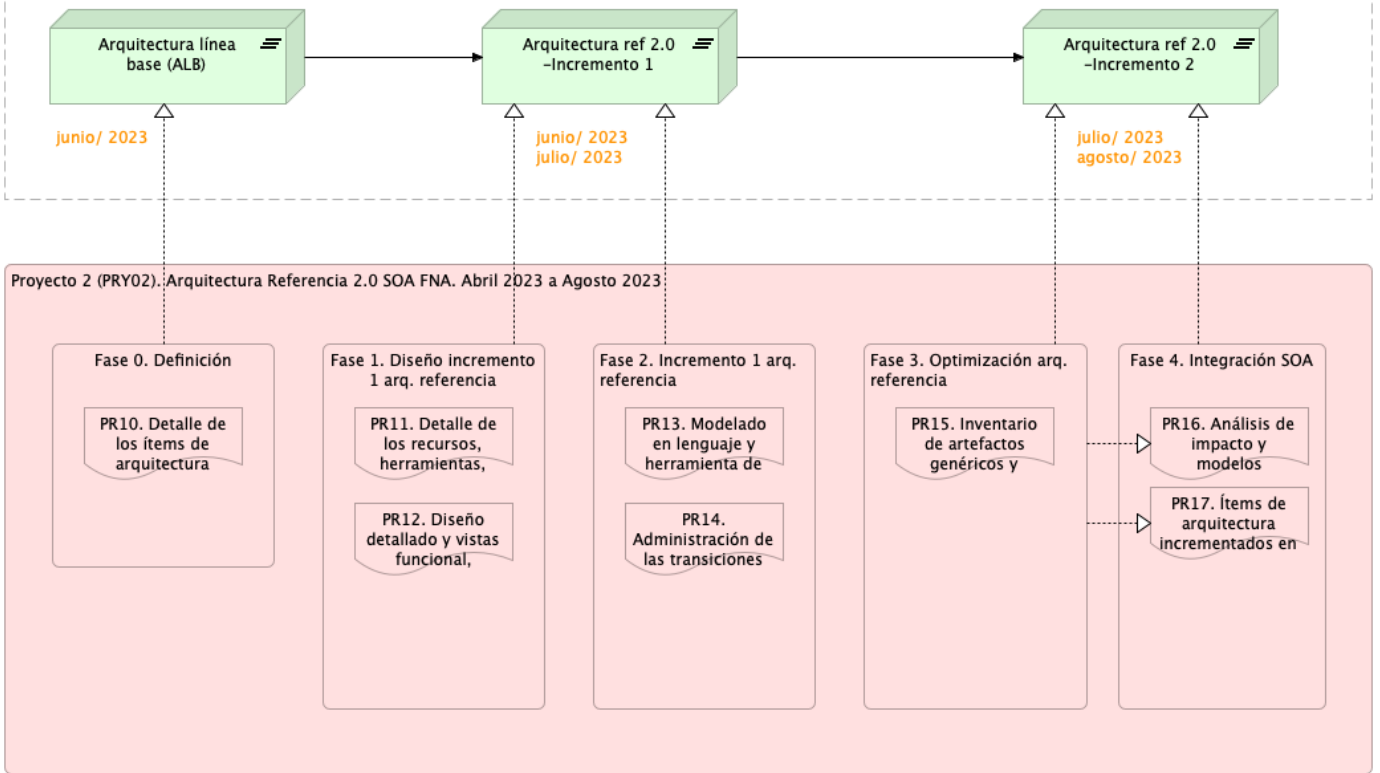 Arquitectura línea
base (ALB)
Arquitectura ref 2.0
-Incremento 1
Arquitectura ref 2.0
-Incremento 2
junio/ 2023
junio/ 2023
julio/ 2023
julio/ 2023
agosto/ 2023
Proyecto 2 (PRY02). Arquitectura Referencia 2.0 SOA FNA. Abril 2023 a Agosto 2023
Fase 0. Definición
PR10. Detalle de
los ítems de
arquitectura
Fase 1. Diseño incremento
1 arq. referencia
PR11. Detalle de
los recursos,
herramientas,
PR12. Diseño
detallado y vistas
funcional,
Fase 2. Incremento 1 arq.
referencia
PR13. Modelado
en lenguaje y
herramienta de
PR14.
Administración de
las transiciones
Fase 3. Optimización arq.
referencia
PR15. Inventario
de artefactos
genéricos y
Fase 4. Integración SOA
PR16. Análisis de
impacto y
modelos
PR17. Ítems de
arquitectura
incrementados en